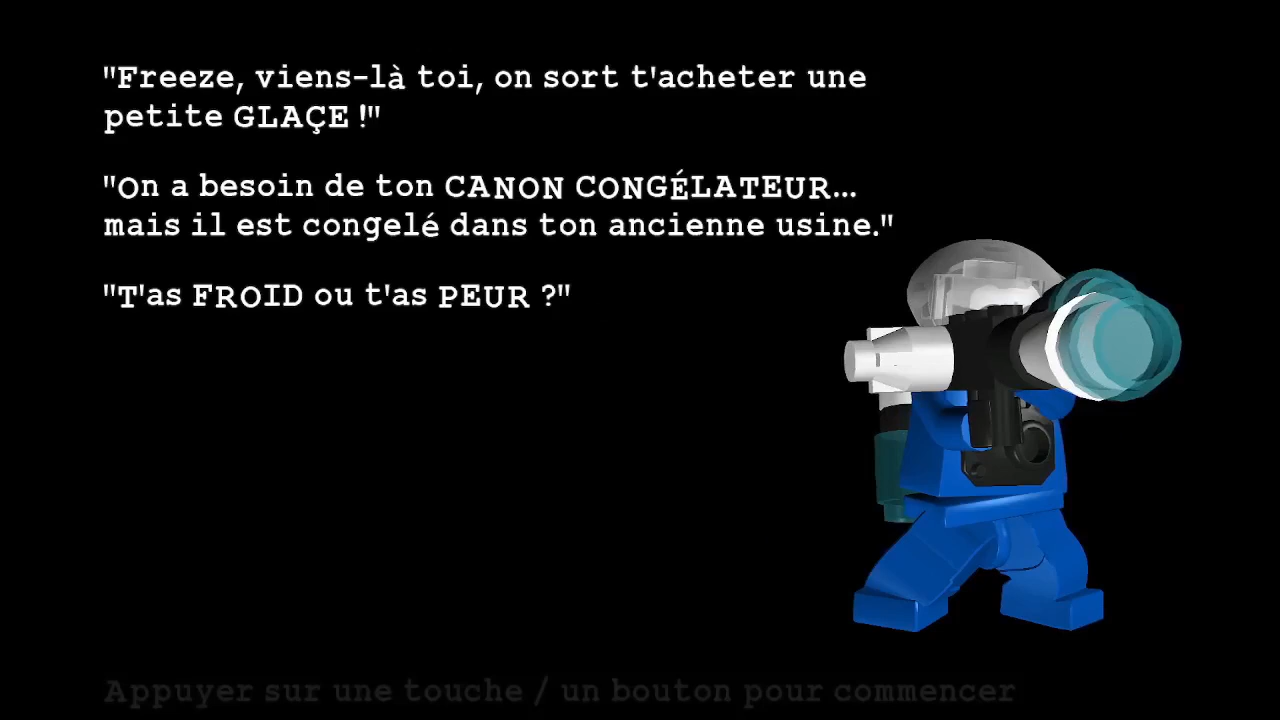 "Freeze, viens-là toi, on sort t'acheter une
petite GLAÇE !"
"On a besoin de ton CANON CONGÉLATEUR...
mais il est congelé dans ton ancienne usine."
"T'as FROID ou t'as PEUR ?"
Appuyer sur une touche / un bouton pour commencer